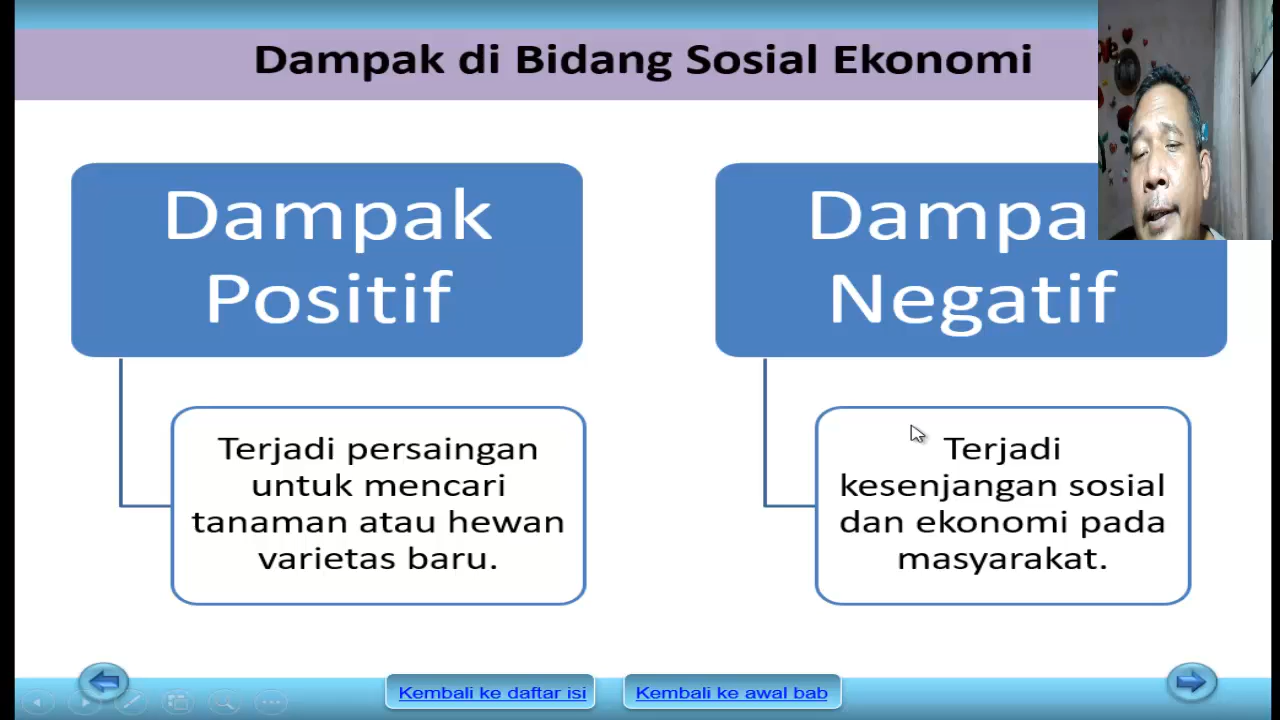 Dampak di Bidang Sosial Ekonomi
Dampak
Positif
Terjadi persaingan
untuk mencari
tanaman atau hewan
varietas baru.
Dampa
Negatif
Terjadi
kesenjangan sosial
dan ekonomi pada
masyarakat.
Kembali ke daftar isi
Kembali ke awal bab